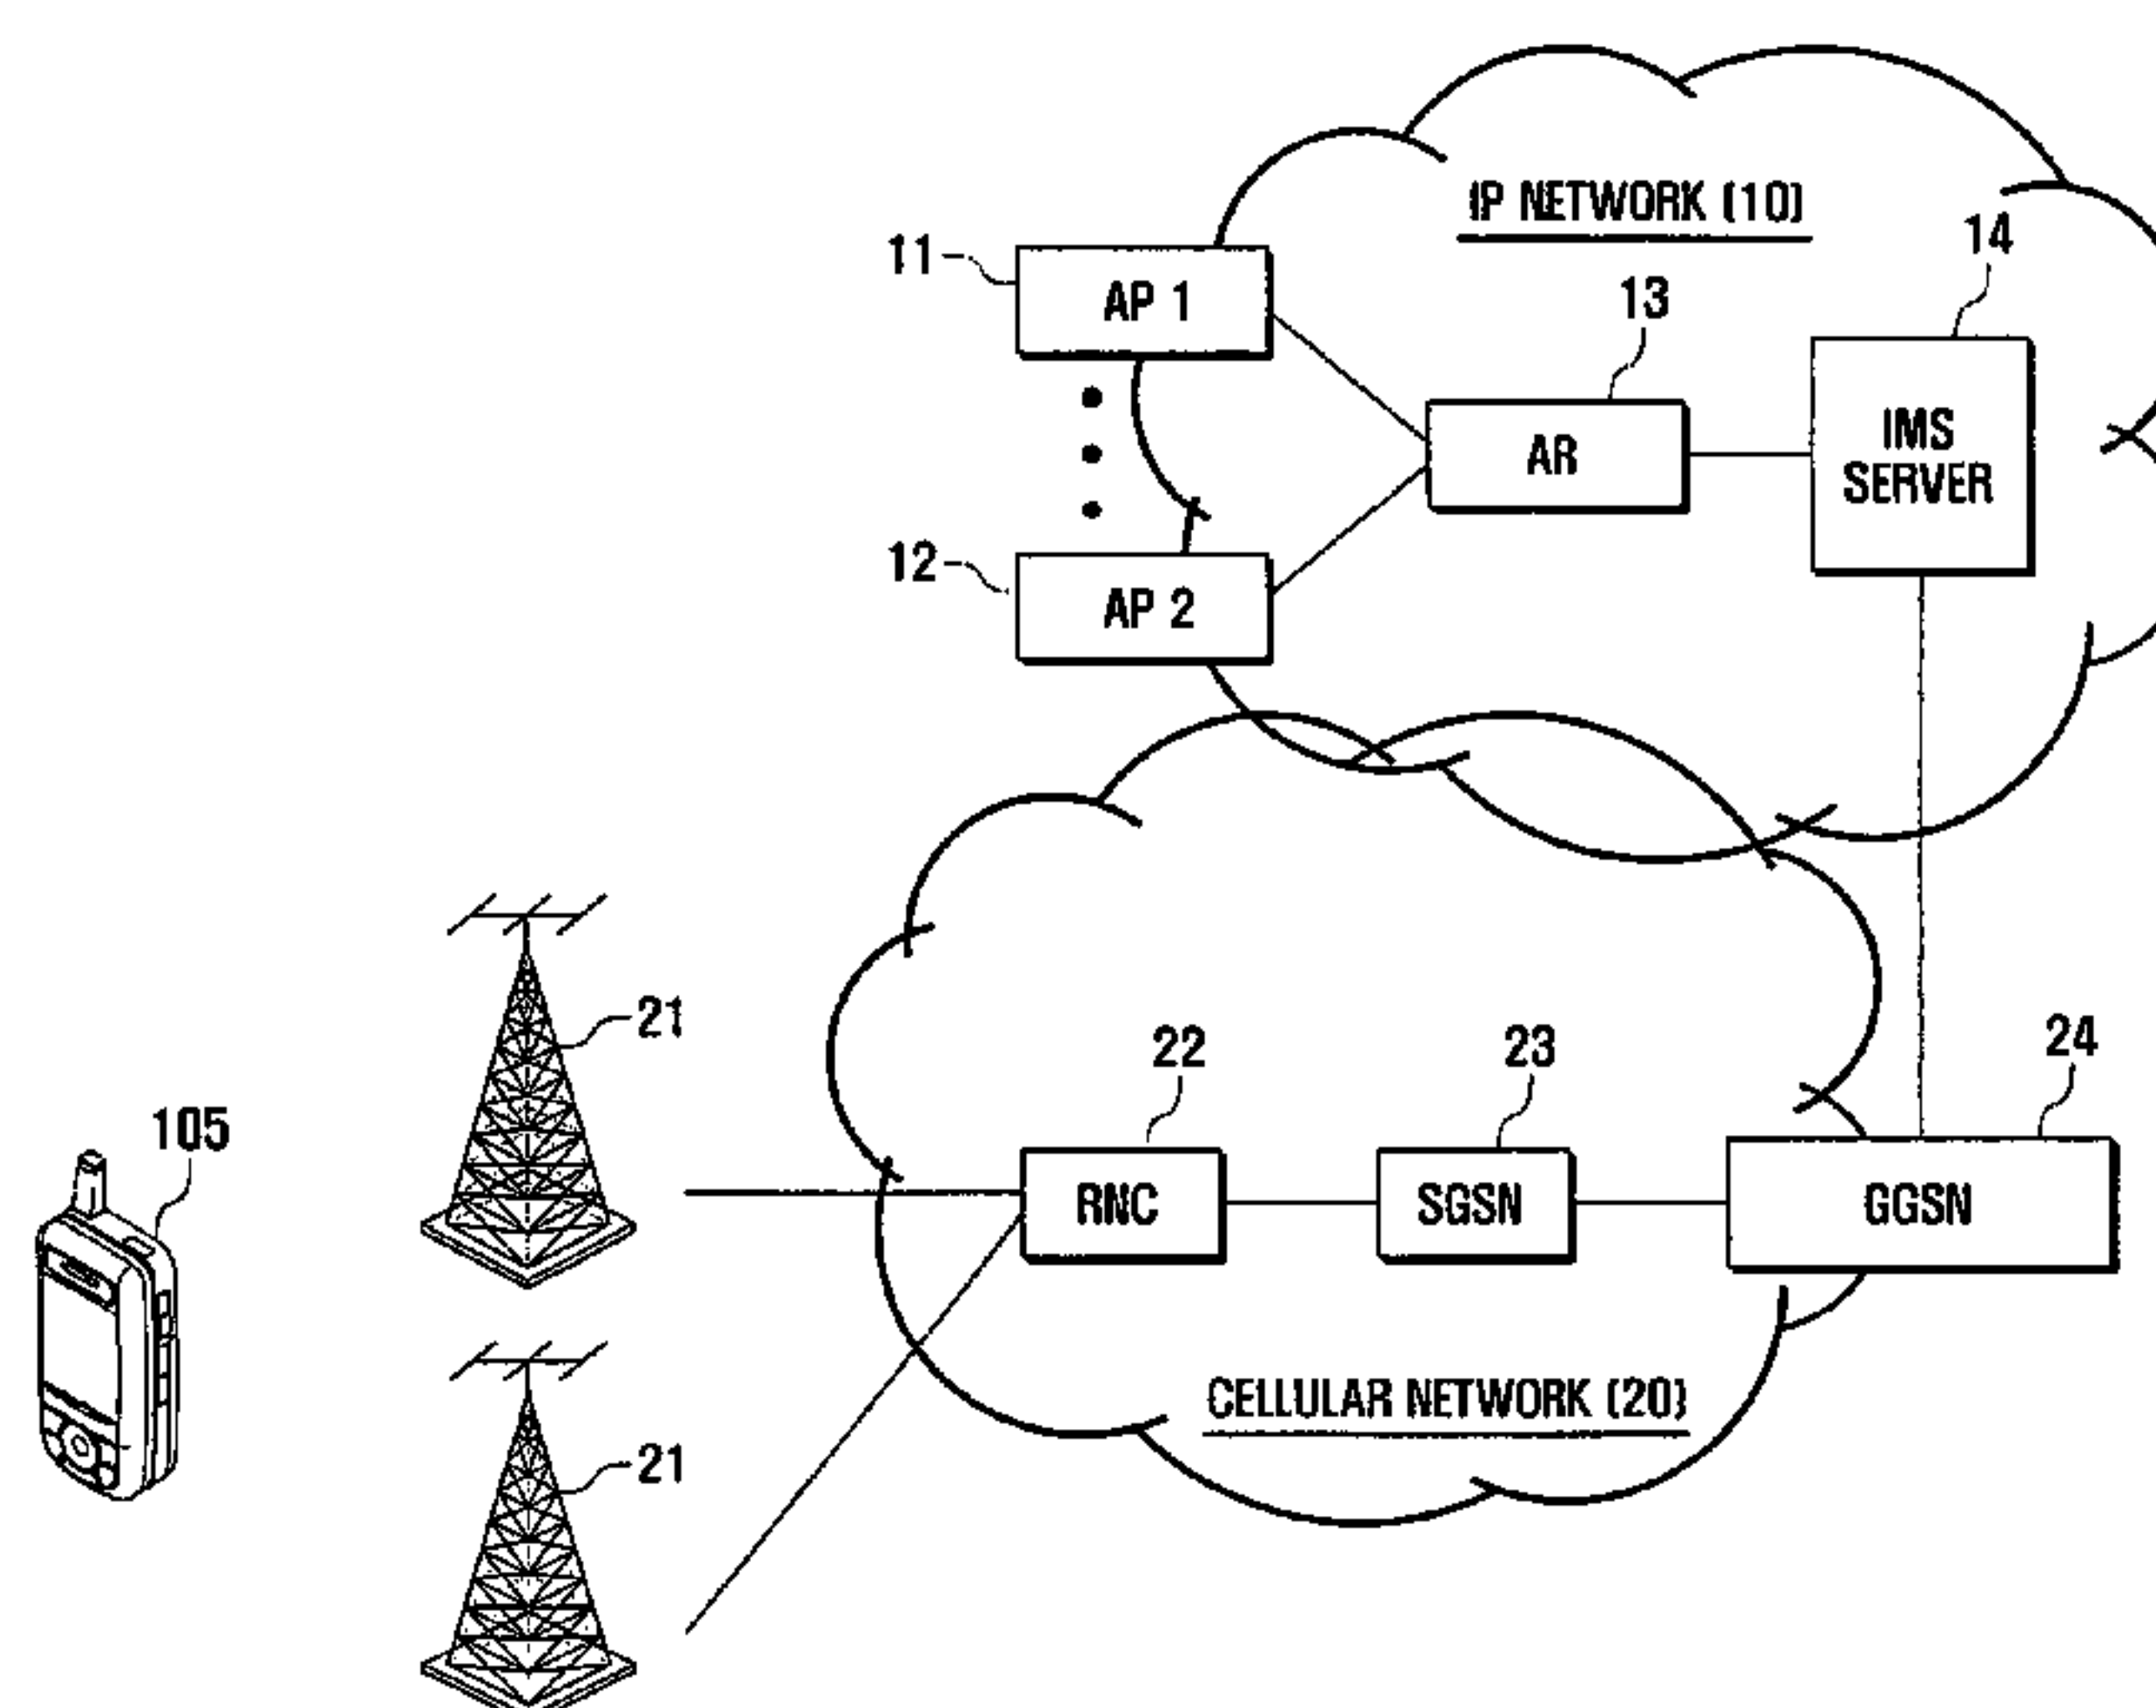 IP NETWORK (10)
14
11
13
AP 1
IMS
SERVER
AR
12
AP 2
21
22
23
24
105
RNC
SGSN
GGSN
CELLULAR NETWORK (20)
21